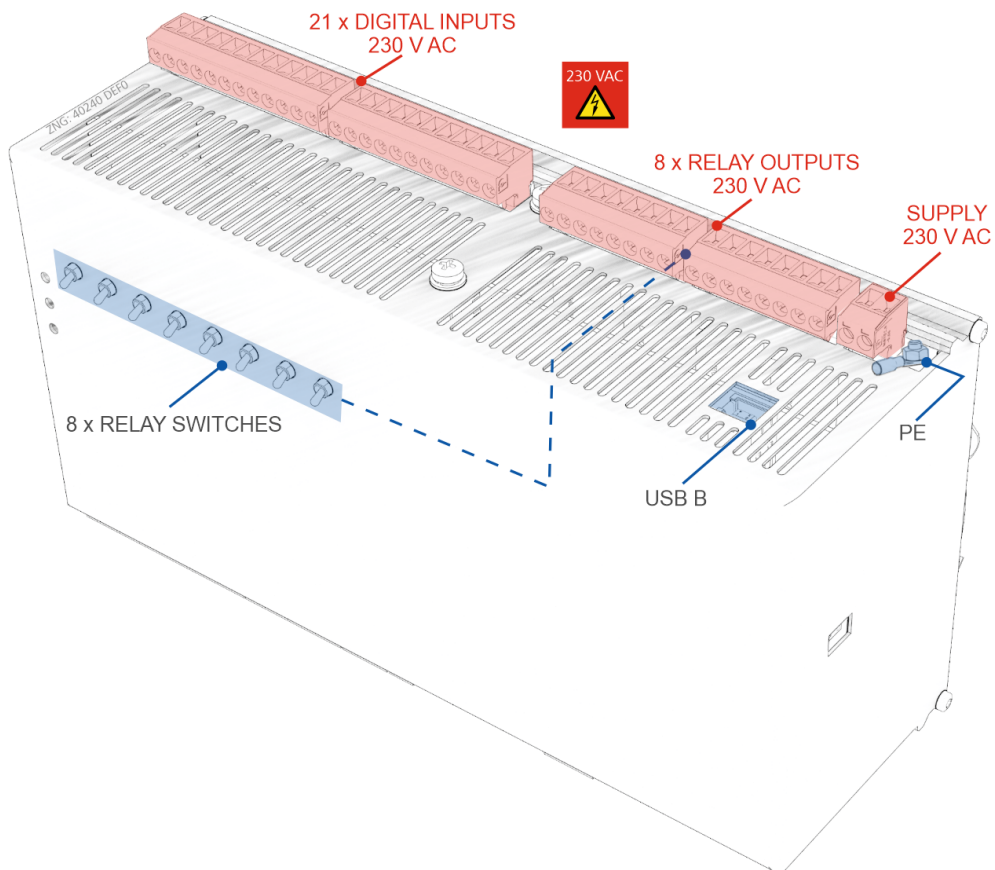 21 x DIGITAL INPUTS
230 V AC
230 VAC
ZNG: 40240 DEF0
8 x RELAY OUTPUTS
230 V AC
SUPPLY
230 V AC
8 x RELAY SWITCHES
PE
USB B